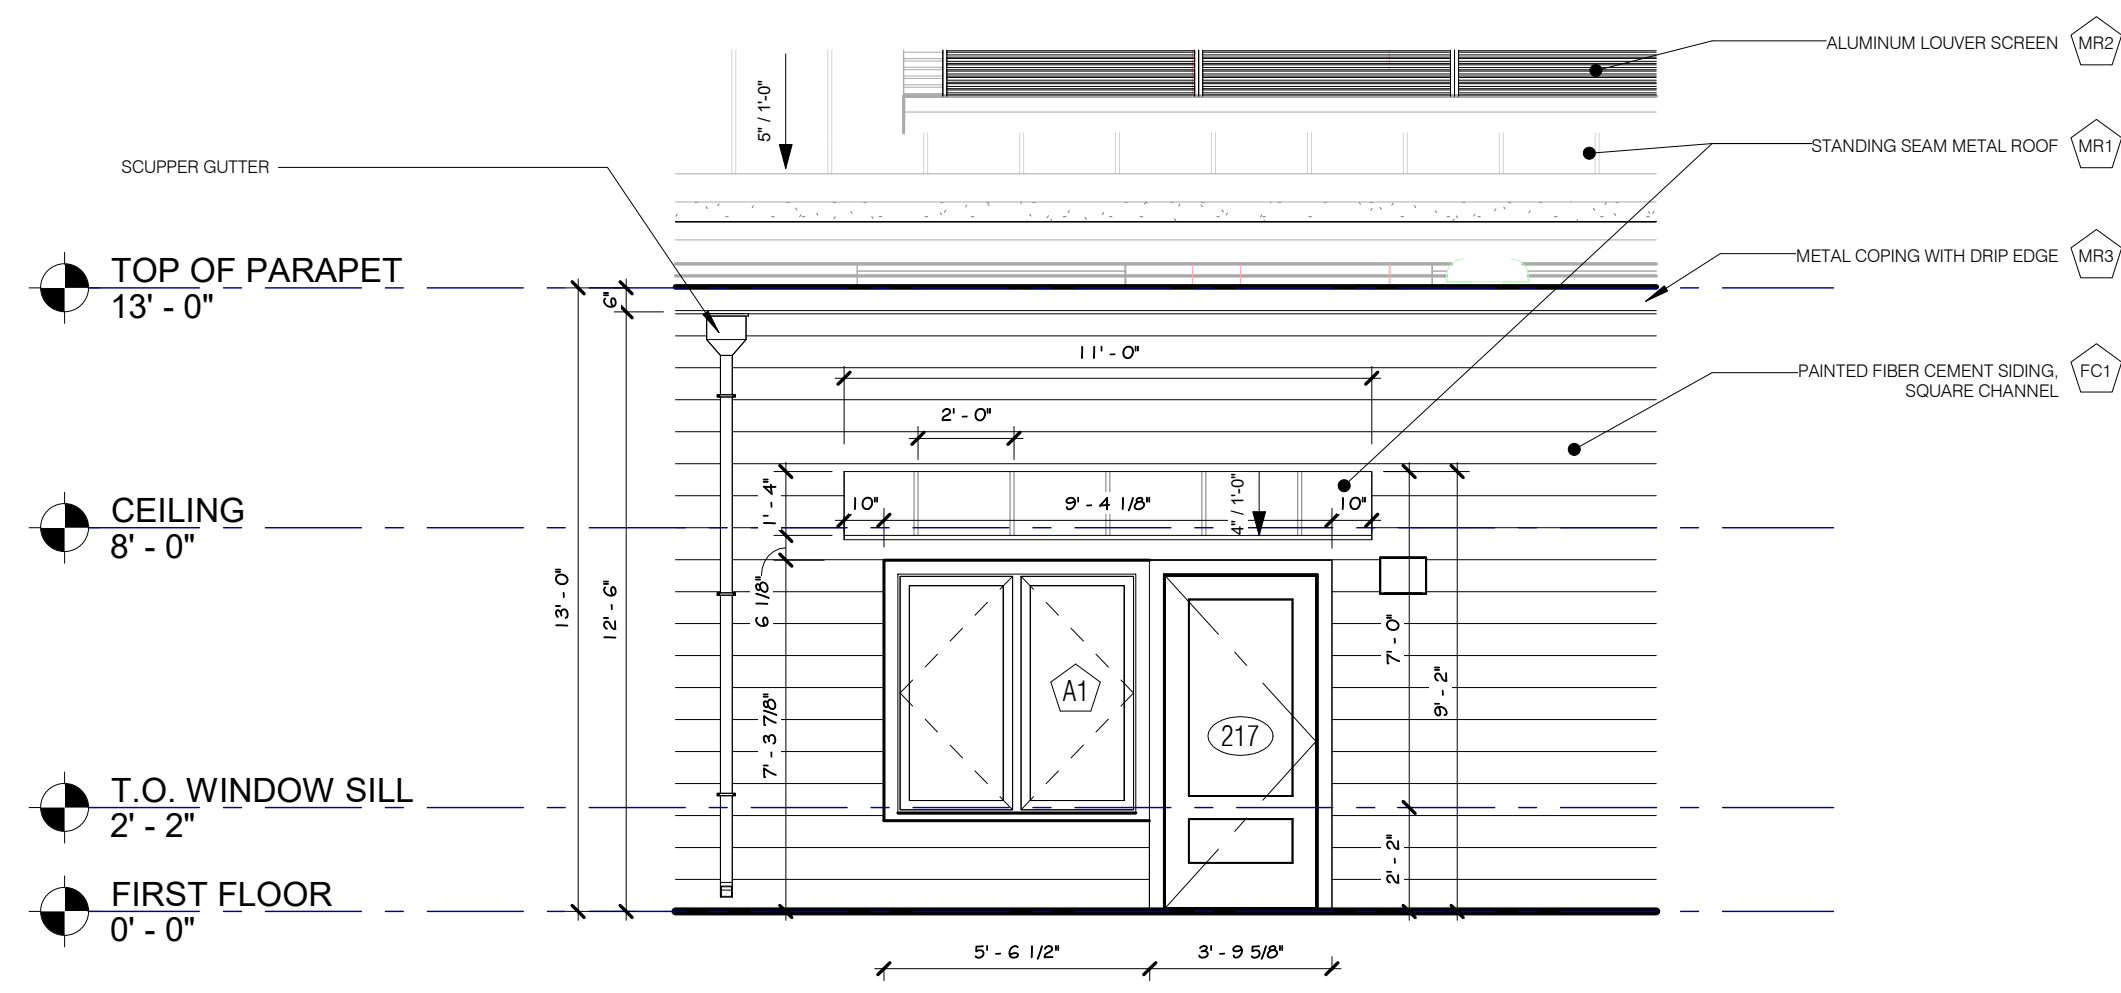 ALUMINUM LOUVER SCREEN MR2
5" / 1'-0"
STANDING SEAM METAL ROOF MR1
SCUPPER GUTTER
METAL COPING WITH DRIP EDGE MR3
TOP OF PARAPET
13' - 0"
6"
11' - 0"
PAINTED FIBER CEMENT SIDING,
SQUARE CHANNEL
FC1
2' - 0"
1' - 4"
10"
9' - 4 1/8"
4" / 1'-0"
10"
CEILING
8' - 0"
13' - 0"
12' - 6"
6 1/8"
7' - 0"
9' - 2"
A1
217
7' - 3 7/8"
T.O. WINDOW SILL
2' - 2"
2' - 2"
FIRST FLOOR
0' - 0"
5' - 6 1/2"
3' - 9 5/8"